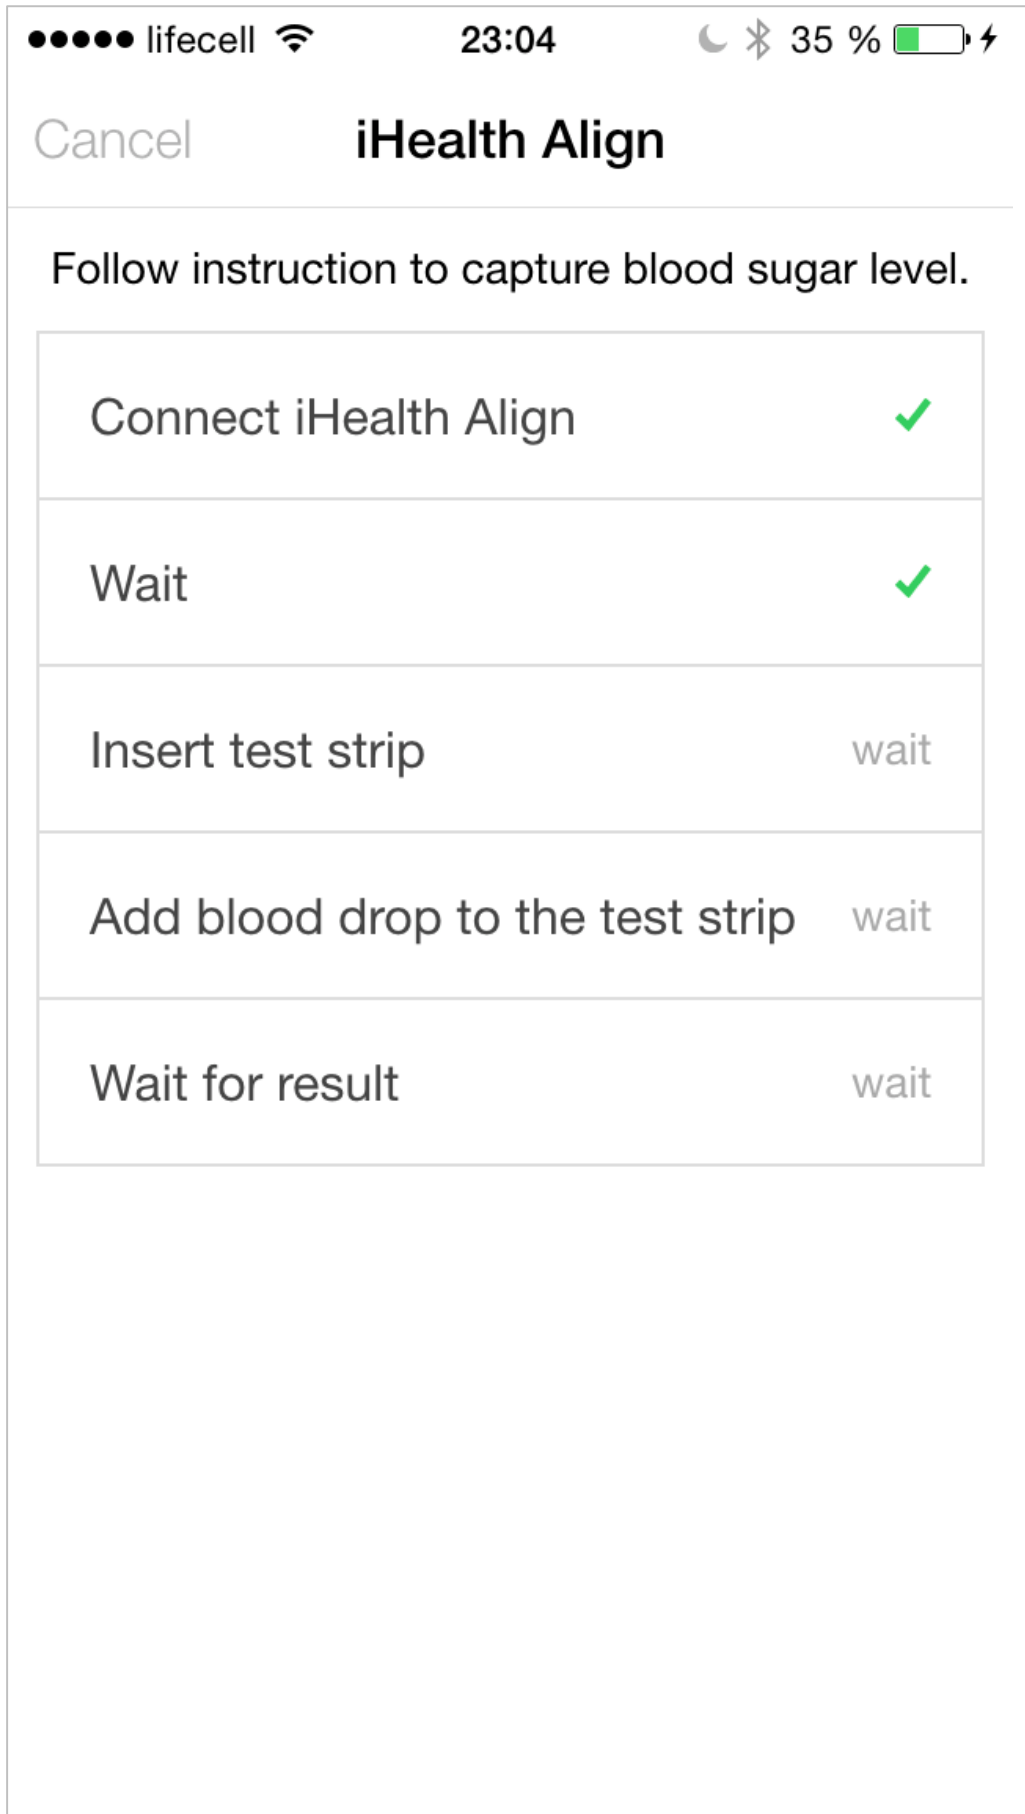 lifecell 23:04 35 %
Cancel iHealth Align
Follow instruction to capture blood sugar level.
Connect iHealth Align
Wait
Insert test strip wait
Add blood drop to the test strip wait
Wait for result wait